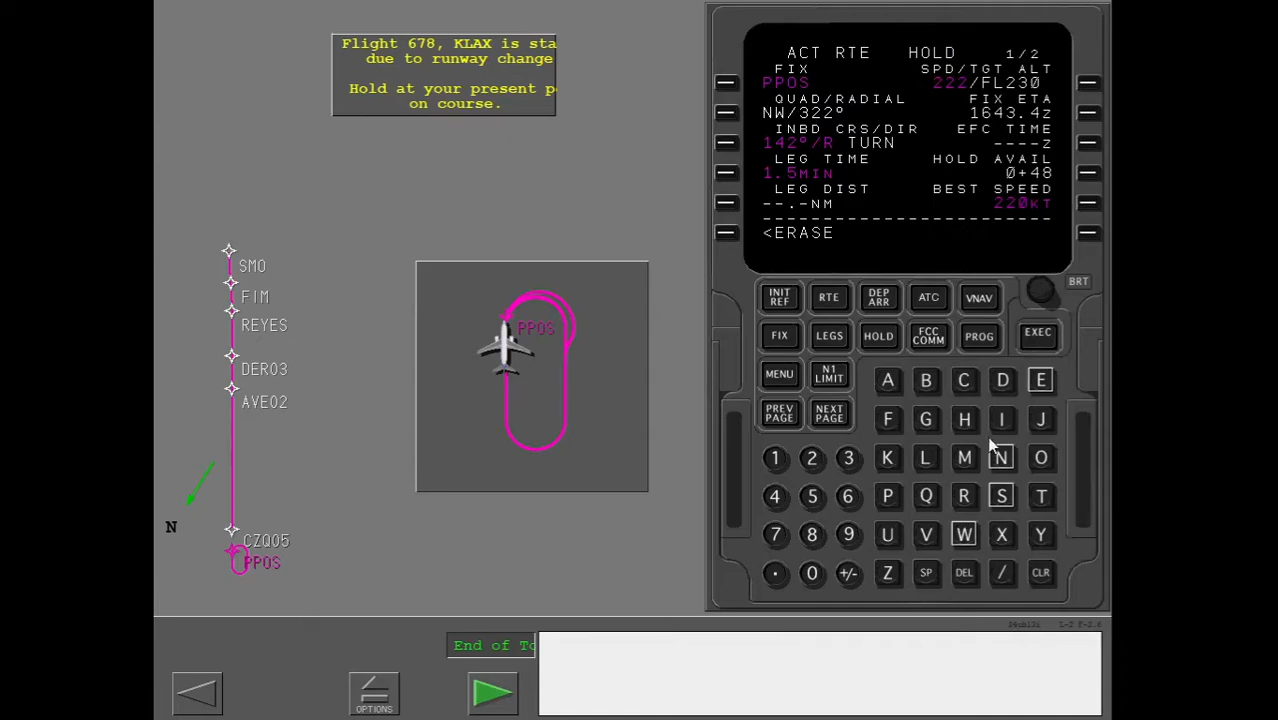 Flight 678, KLAX is sta
due to runway change
Hold at your present p
on course.
SMO
FIM
REYES
DER03
AVE02
N
CZQ05
PPOS
PPOS
ACT RTE HOLD 1/2
FIX SPD/TGT ALT
PPOS 222/FL230
QUAD/RADIAL FIX ETA
NW/322° 1643.4z
INBD CRS/DIR EFC TIME
142°/R TURN ----Z
LEG TIME HOLD AVAIL
1.5MIN 0+48
LEG DIST BEST SPEED
--.-NM 220KT
<ERASE
BRT
INIT REF RTE DEP ARR ATC VNAV
FIX LEGS HOLD FCC COMM PROG EXEC
MENU N1 LIMIT A B C D E
PREV PAGE NEXT PAGE F G H I J
1 2 3 K L M N O
4 5 6 P Q R S T
7 8 9 U V W X Y
. 0 +/- Z SP DEL / CLR
End of To
OPTIONS